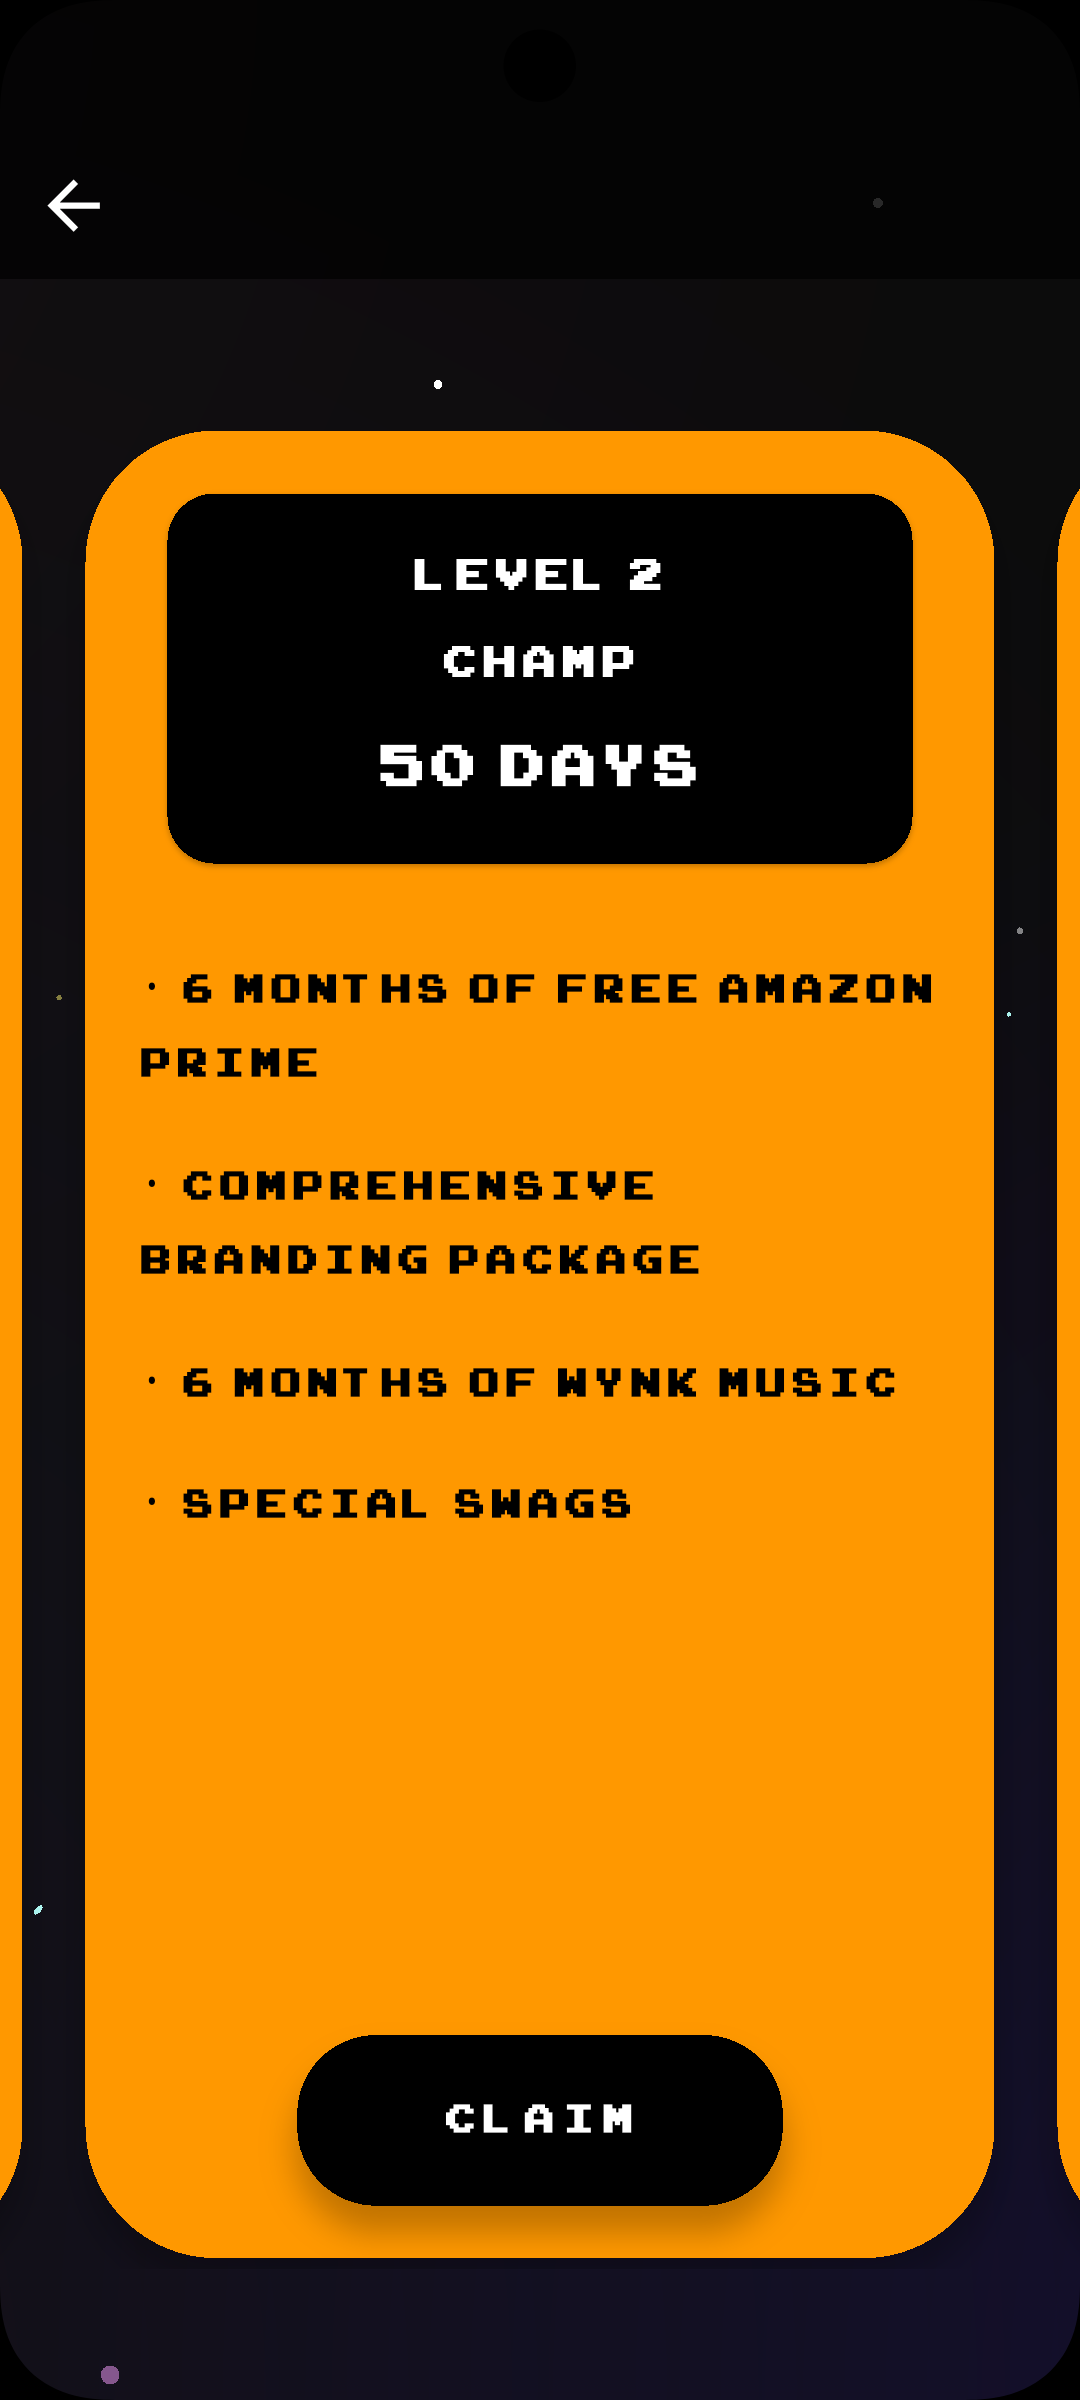 LEVEL 2
CHAMP
50 DAYS
· 6 MONTHS OF FREE AMAZON
PRIME
· COMPREHENSIVE
BRANDING PACKAGE
· 6 MONTHS OF WYNK MUSIC
· SPECIAL SWAGS
CLAIM